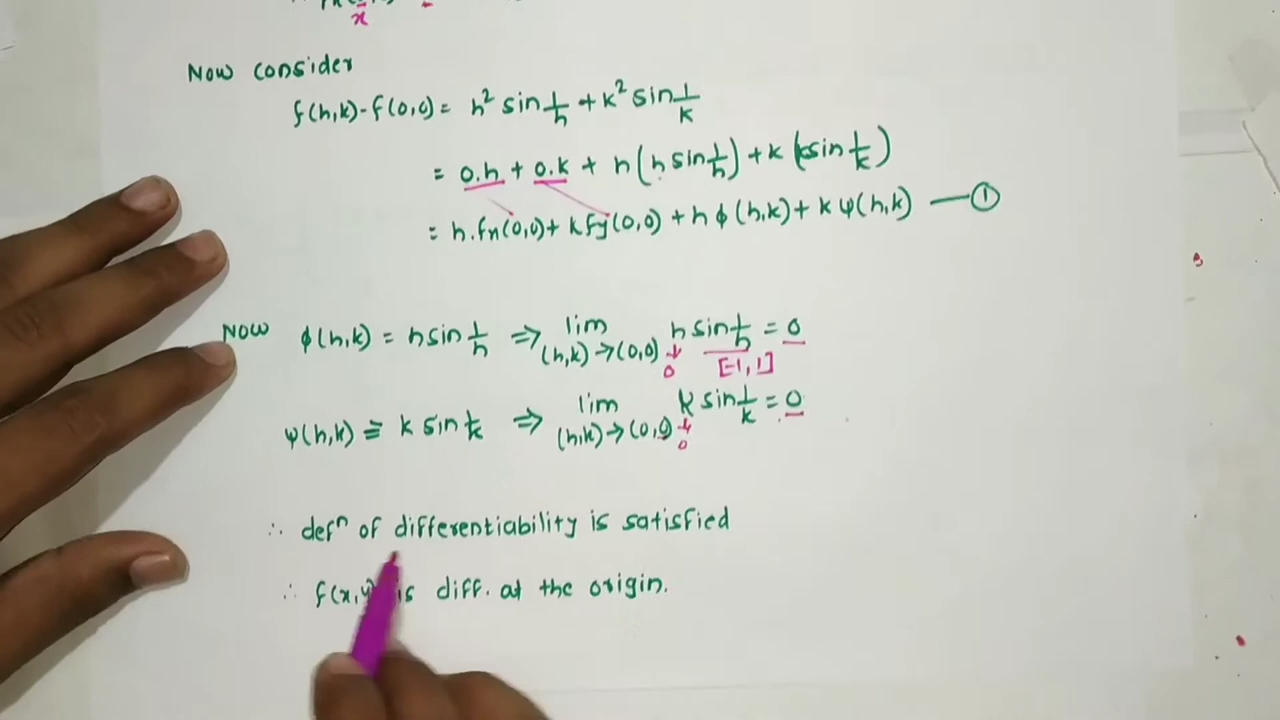 x
Now consider
f(h,k)-f(0,0) = h² sin 1/h + k² sin 1/k
= 0.h + 0.k + h (h sin 1/h) + k (k sin 1/k)
= h.fx(0,0) + k fy(0,0) + h ϕ(h,k) + k ψ(h,k) — ①
Now ϕ(h,k) = h sin 1/h ⇒ lim (h,k)→(0,0) h sin 1/h = 0
0 [-1,1]
ψ(h,k) = k sin 1/k ⇒ lim (h,k)→(0,0) k sin 1/k = 0
0
∴ defⁿ of differentiability is satisfied
∴ f(x,y) is diff. at the origin.